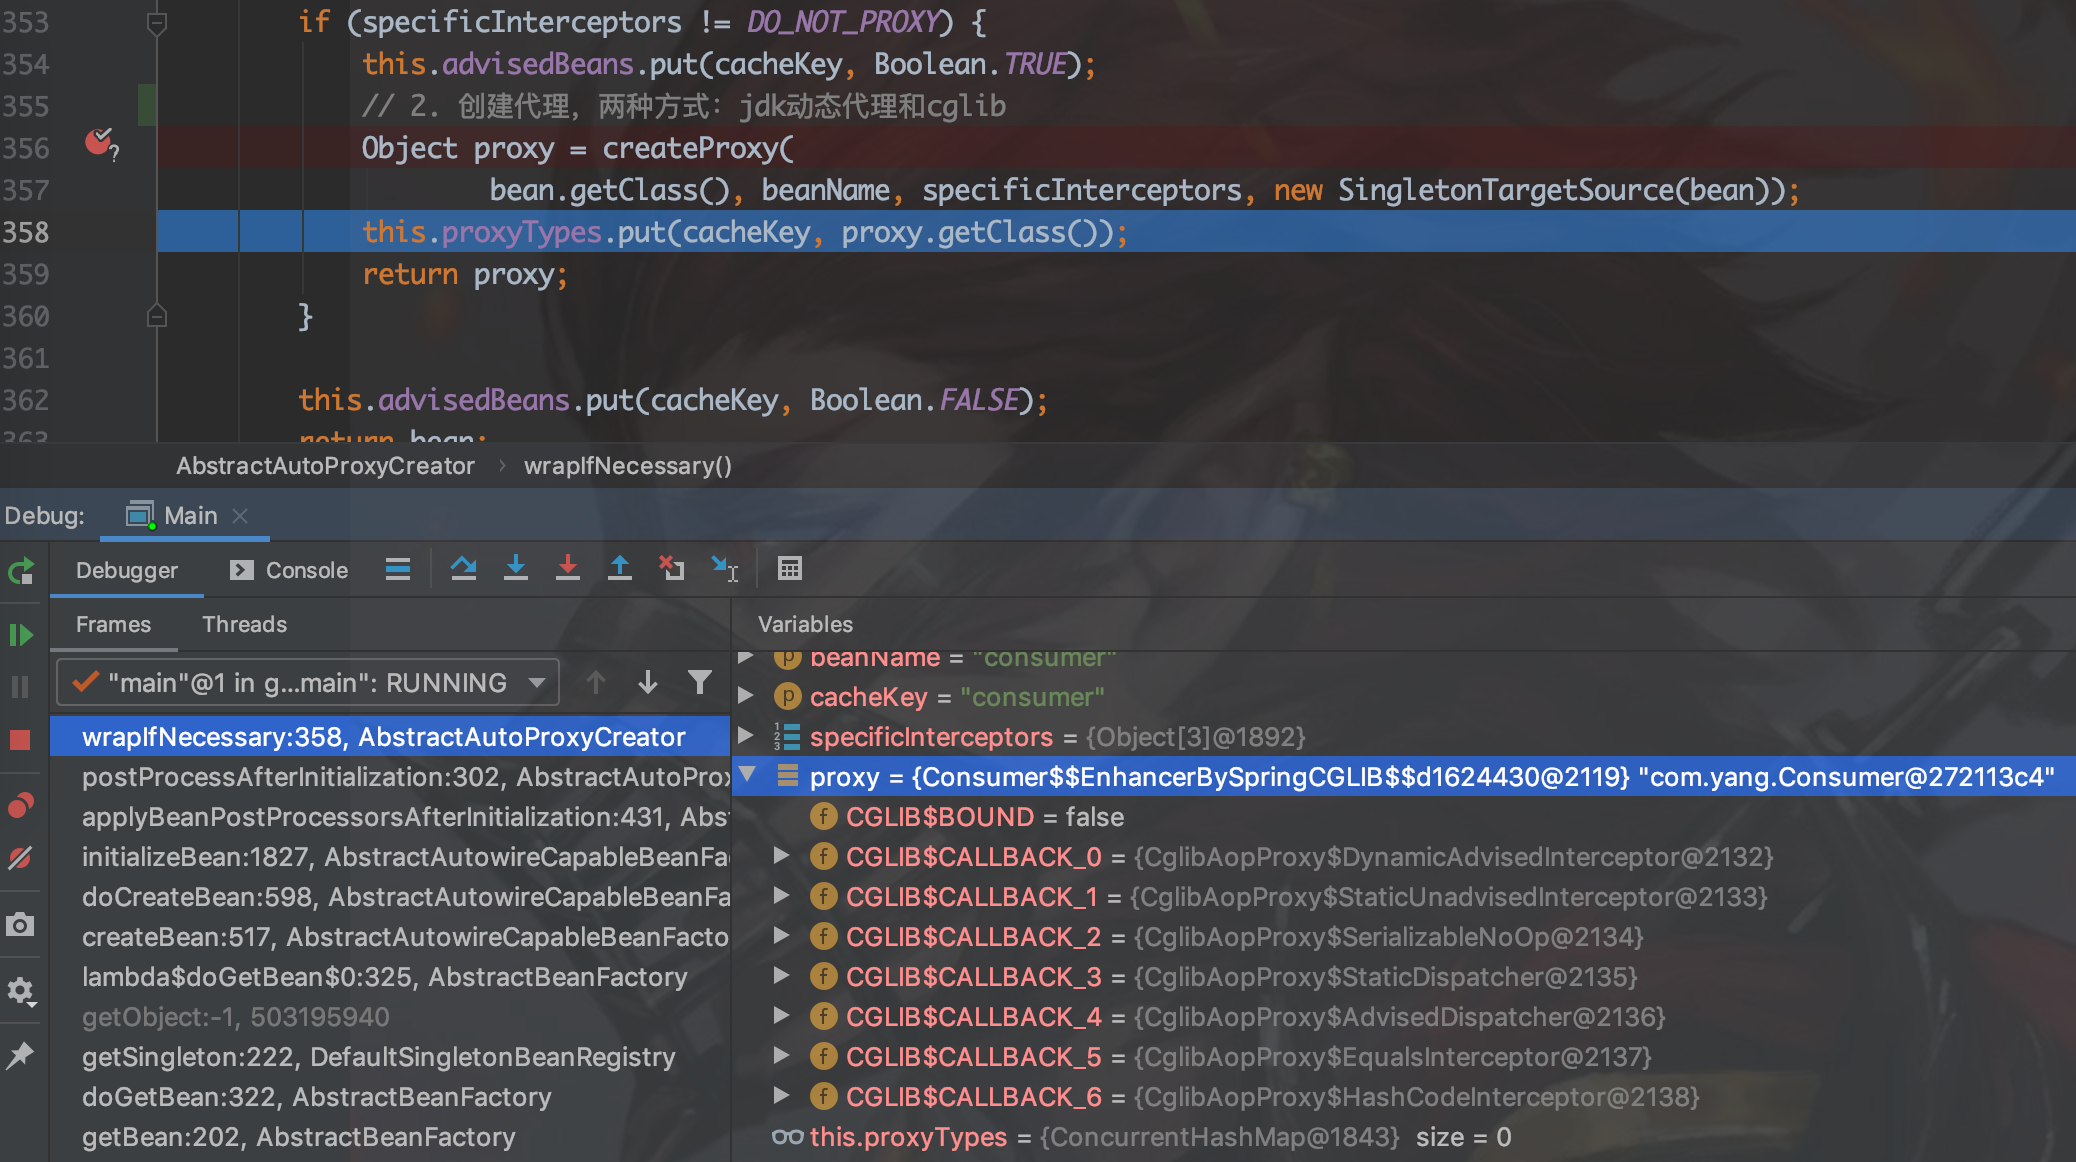 353 if (specificInterceptors != DO_NOT_PROXY) {
354 this.advisedBeans.put(cacheKey, Boolean.TRUE);
355 // 2. 创建代理，两种方式：jdk动态代理和cglib
356 Object proxy = createProxy(
357 bean.getClass(), beanName, specificInterceptors, new SingletonTargetSource(bean));
358 this.proxyTypes.put(cacheKey, proxy.getClass());
359 return proxy;
360 }
361
362 this.advisedBeans.put(cacheKey, Boolean.FALSE);
363 return bean;
AbstractAutoProxyCreator › wrapIfNecessary()
Debug: Main
Debugger Console
Frames Threads
"main"@1 in g...main": RUNNING
wrapIfNecessary:358, AbstractAutoProxyCreator
postProcessAfterInitialization:302, AbstractAutoProx
applyBeanPostProcessorsAfterInitialization:431, Abs
initializeBean:1827, AbstractAutowireCapableBeanFa
doCreateBean:598, AbstractAutowireCapableBeanFa
createBean:517, AbstractAutowireCapableBeanFacto
lambda$doGetBean$0:325, AbstractBeanFactory
getObject:-1, 503195940
getSingleton:222, DefaultSingletonBeanRegistry
doGetBean:322, AbstractBeanFactory
getBean:202, AbstractBeanFactory
Variables
beanName = "consumer"
cacheKey = "consumer"
specificInterceptors = {Object[3]@1892}
proxy = {Consumer$$EnhancerBySpringCGLIB$$d1624430@2119} "com.yang.Consumer@272113c4"
CGLIB$BOUND = false
CGLIB$CALLBACK_0 = {CglibAopProxy$DynamicAdvisedInterceptor@2132}
CGLIB$CALLBACK_1 = {CglibAopProxy$StaticUnadvisedInterceptor@2133}
CGLIB$CALLBACK_2 = {CglibAopProxy$SerializableNoOp@2134}
CGLIB$CALLBACK_3 = {CglibAopProxy$StaticDispatcher@2135}
CGLIB$CALLBACK_4 = {CglibAopProxy$AdvisedDispatcher@2136}
CGLIB$CALLBACK_5 = {CglibAopProxy$EqualsInterceptor@2137}
CGLIB$CALLBACK_6 = {CglibAopProxy$HashCodeInterceptor@2138}
this.proxyTypes = {ConcurrentHashMap@1843} size = 0